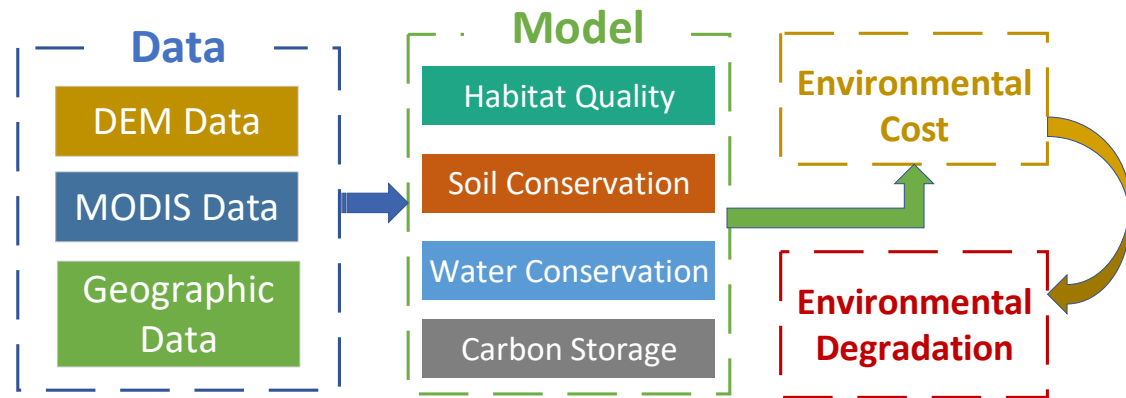 Data
DEM Data
MODIS Data
Geographic
Data
Model
Habitat Quality
Soil Conservation
Water Conservation
Carbon Storage
Environmental
Cost
Environmental
Degradation